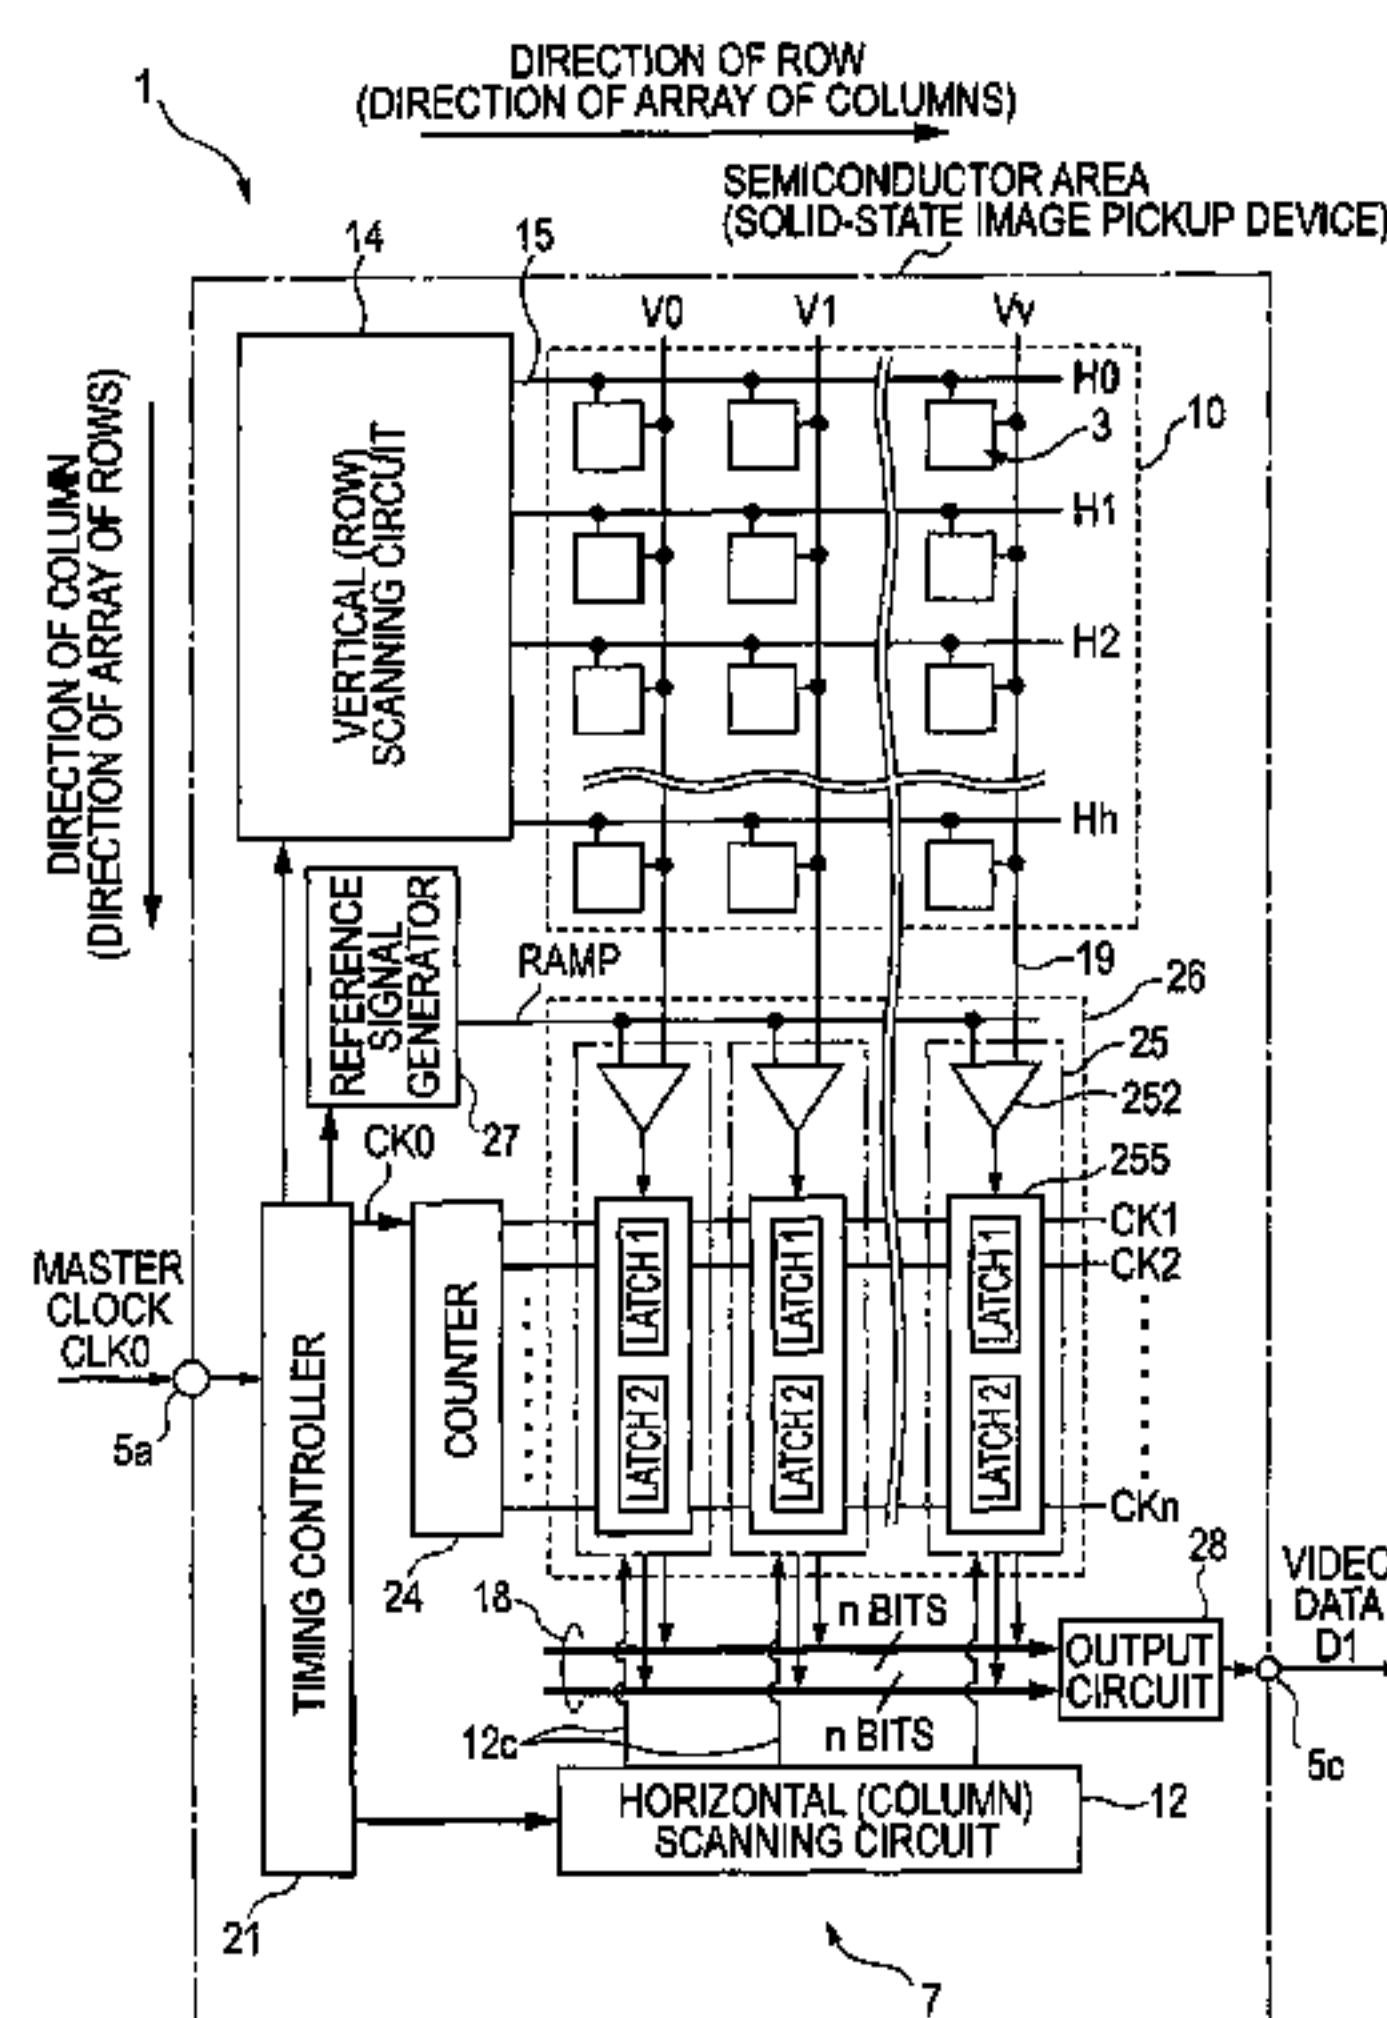 DIRECTION OF ROW
(DIRECTION OF ARRAY OF COLUMNS)
1
SEMICONDUCTOR AREA
(SOLID-STATE IMAGE PICKUP DEVICE)
14
15
V0
V1
Vv
H0
3
10
H1
H2
Hh
DIRECTION OF COLUMN
(DIRECTION OF ARRAY OF ROWS)
VERTICAL (ROW)
SCANNING CIRCUIT
REFERENCE
SIGNAL
GENERATOR
RAMP
19
26
25
252
27
CK0
255
CK1
CK2
CKn
MASTER
CLOCK
CLK0
5a
TIMING CONTROLLER
COUNTER
LATCH 1
LATCH 1
LATCH 1
LATCH 2
LATCH 2
LATCH 2
24
18
n BITS
28
VIDEO
DATA
D1
OUTPUT
CIRCUIT
12c
n BITS
5c
HORIZONTAL (COLUMN)
SCANNING CIRCUIT
12
21
7